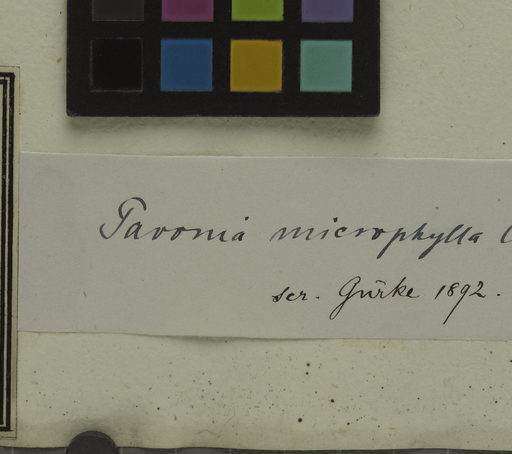 Pavonia microphylla
scr. Gürke 1892.